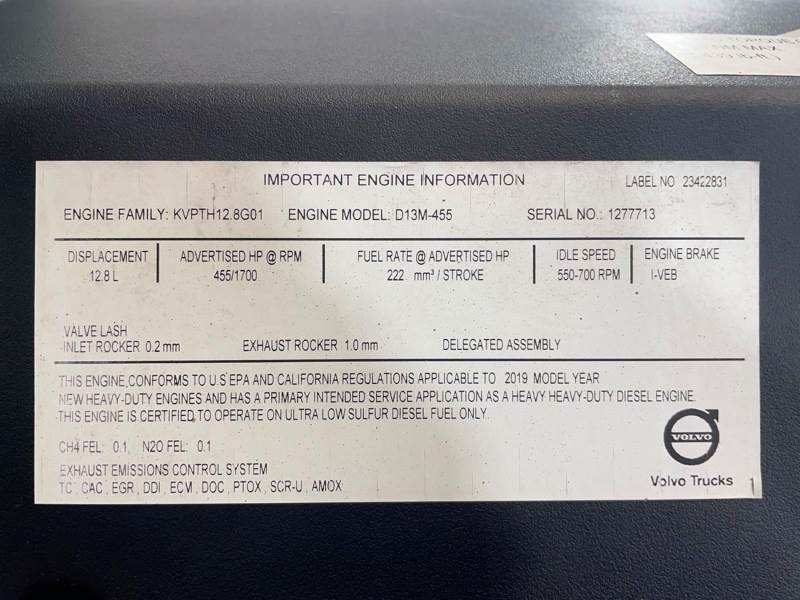 TORQUE
NM MAX
IMPORTANT ENGINE INFORMATION
LABEL NO 23422831
ENGINE FAMILY: KVPTH12.8G01 ENGINE MODEL: D13M-455 SERIAL NO.: 1277713
DISPLACEMENT ADVERTISED HP @ RPM FUEL RATE @ ADVERTISED HP IDLE SPEED ENGINE BRAKE
12.8 L 455/1700 222 mm³ / STROKE 550-700 RPM I-VEB
VALVE LASH
INLET ROCKER 0.2 mm EXHAUST ROCKER 1.0 mm DELEGATED ASSEMBLY
THIS ENGINE CONFORMS TO U.S EPA AND CALIFORNIA REGULATIONS APPLICABLE TO 2019 MODEL YEAR
NEW HEAVY-DUTY ENGINES AND HAS A PRIMARY INTENDED SERVICE APPLICATION AS A HEAVY HEAVY-DUTY DIESEL ENGINE.
THIS ENGINE IS CERTIFIED TO OPERATE ON ULTRA LOW SULFUR DIESEL FUEL ONLY.
CH4 FEL: 0.1, N2O FEL: 0.1
EXHAUST EMISSIONS CONTROL SYSTEM
TC, CAC, EGR, DDI, ECM, DOC, PTOX, SCR-U, AMOX
VOLVO
Volvo Trucks
1